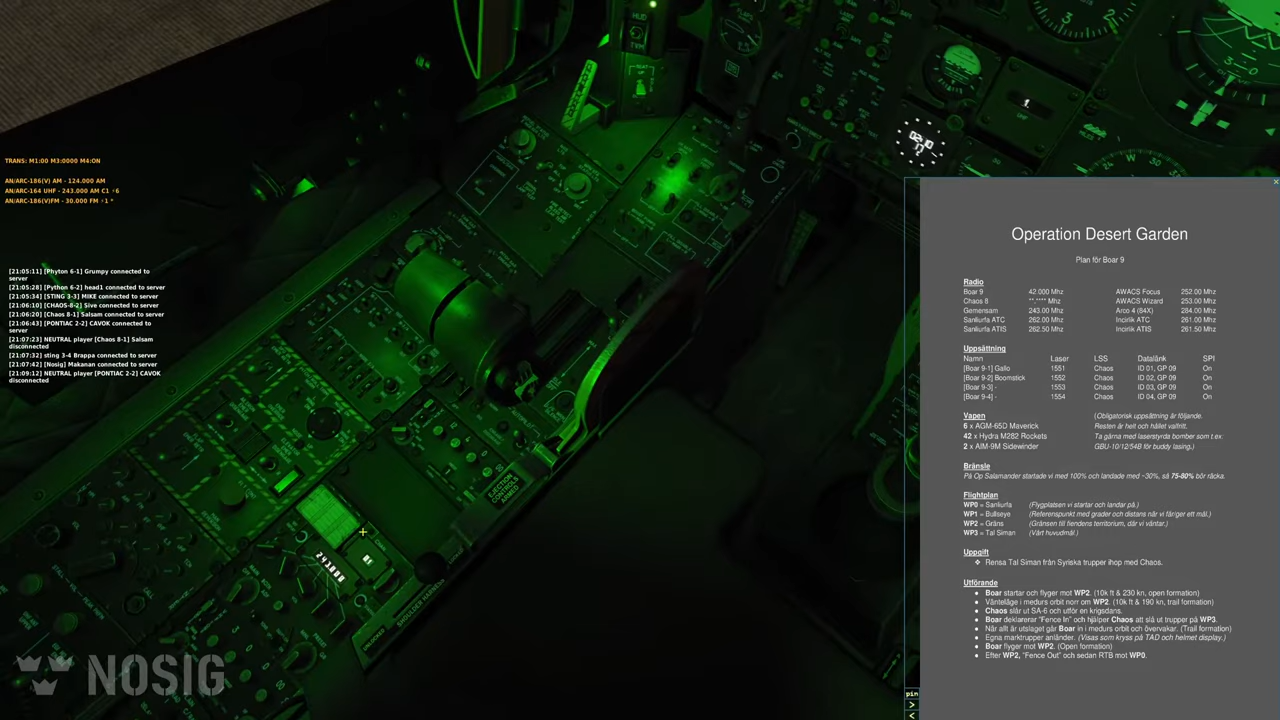 HUD
TVM
UHF
TRANS: M1:00 M3:0000 M4:ON
AN/ARC-186(V) AM - 124.000 AM
AN/ARC-164 UHF - 243.000 AM C1 ⚡6
AN/ARC-186(V)FM - 30.000 FM ⚡1 *
[21:05:11] [Phyton 6-1] Grumpy connected to
server
[21:05:28] [Python 6-2] head1 connected to server
[21:05:34] [STING 3-3] MIKE connected to server
[21:06:10] [CHAOS-8-2] Sive connected to server
[21:06:20] [Chaos 8-1] Salsam connected to server
[21:06:43] [PONTIAC 2-2] CAVOK connected to
server
[21:07:23] NEUTRAL player [Chaos 8-1] Salsam
disconnected
[21:07:32] sting 3-4 Brappa connected to server
[21:07:42] [Nosig] Makanan connected to server
[21:09:12] NEUTRAL player [PONTIAC 2-2] CAVOK
disconnected
EJECTION
CONTROLS
ARMED
SHOULDER HARNESS
243000
NOSIG
Operation Desert Garden
Plan för Boar 9
Radio
Boar 9 42.000 Mhz AWACS Focus 252.00 Mhz
Chaos 8 **.**** Mhz AWACS Wizard 253.00 Mhz
Gemensam 243.00 Mhz Arco 4 (84X) 284.00 Mhz
Sanliurfa ATC 262.00 Mhz Incirlik ATC 261.00 Mhz
Sanliurfa ATIS 262.50 Mhz Incirlik ATIS 261.50 Mhz
Uppsättning
Namn Laser LSS Datalänk SPI
[Boar 9-1] Gallo 1551 Chaos ID 01, GP 09 On
[Boar 9-2] Boomstick 1552 Chaos ID 02, GP 09 On
[Boar 9-3] - 1553 Chaos ID 03, GP 09 On
[Boar 9-4] - 1554 Chaos ID 04, GP 09 On
Vapen (Obligatorisk uppsättning är följande.
6 x AGM-65D Maverick Resten är helt och hållet valfritt.
42 x Hydra M282 Rockets Ta gärna med laserstyrda bomber som t.ex:
2 x AIM-9M Sidewinder GBU-10/12/54B för buddy lasing.)
Bränsle
På Op Salamander startade vi med 100% och landade med ~30%, så 75-80% bör räcka.
Flightplan
WP0 = Sanliurfa (Flygplatsen vi startar och landar på.)
WP1 = Bullseye (Referenspunkt med grader och distans när vi får/ger ett mål.)
WP2 = Gräns (Gränsen till fiendens territorium, där vi väntar.)
WP3 = Tal Siman (Vårt huvudmål.)
Uppgift
❖ Rensa Tal Siman från Syriska trupper ihop med Chaos.
Utförande
● Boar startar och flyger mot WP2. (10k ft & 230 kn, open formation)
● Vänteläge i medurs orbit norr om WP2. (10k ft & 190 kn, trail formation)
● Chaos slår ut SA-6 och utför en krigsdans.
● Boar deklarerar "Fence In" och hjälper Chaos att slå ut trupper på WP3.
● När allt är utslaget går Boar in i medurs orbit och övervakar. (Trail formation)
● Egna marktrupper anländer. (Visas som kryss på TAD och helmet display.)
● Boar flyger mot WP2. (Open formation)
● Efter WP2, "Fence Out" och sedan RTB mot WP0.
pin
>
<